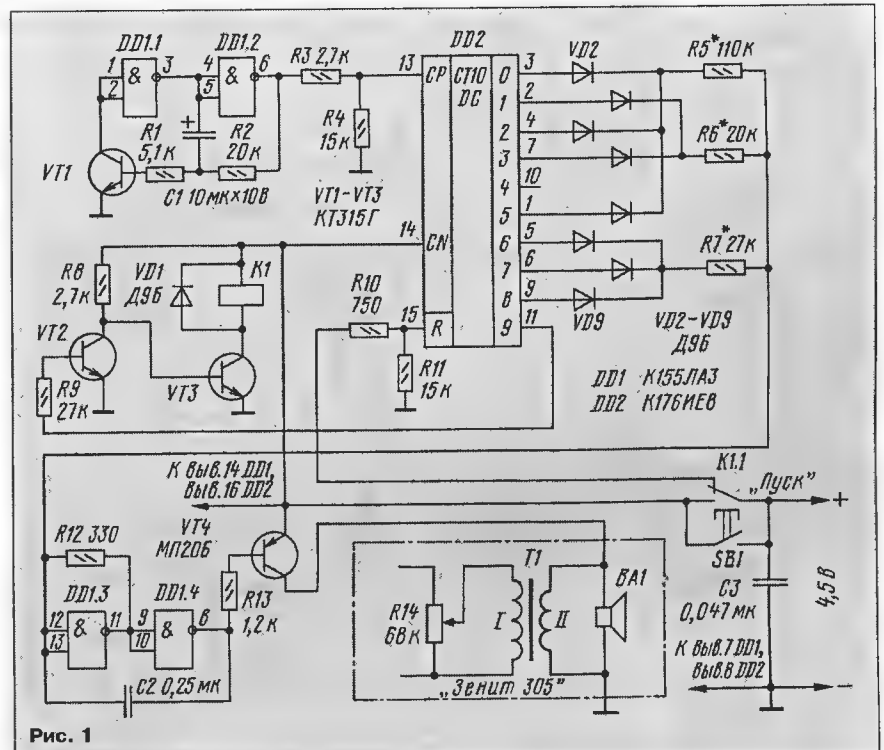 DD1.1
DD1.2
DD2
1
2
&
3
4
5
&
6
R3 2,7к
13
CP
CT10
DC
0
3
VD2
R5* 110к
1
2
2
4
3
7
R6* 20к
4
10
5
1
6
5
7
6
R7* 27к
8
9
9
11
R1
5,1к
R2
20к
R4
15к
VT1
C1 10мк×10В
VT1-VT3
КТ315Г
14
CN
VD9
VD2-VD9
Д9Б
R8
2,7к
VD1
Д9Б
K1
R10
750
15
R
VT2
VT3
R11
15к
R9
27к
DD1 К155ЛА3
DD2 К176ИЕ8
К выв.14 DD1,
выв.16 DD2
K1.1
„Пуск”
+
VT4
МП20Б
R12 330
SB1
DD1.3
DD1.4
R13
1,2к
T1
BA1
C3
0,047 мк
4,5 В
12
13
&
11
9
10
&
8
R14
68к
I
II
C2 0,25 мк
К выв.7 DD1,
выв.8 DD2
„Зенит 305”
–
Рис. 1